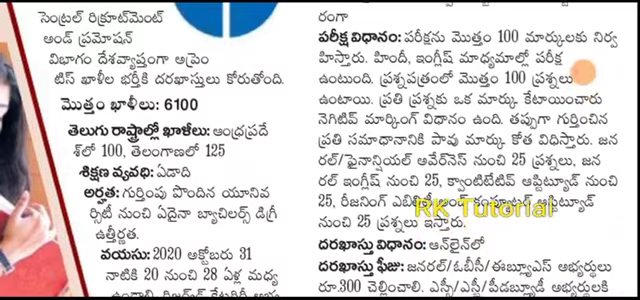 సెంట్రల్ రిక్రూట్‌మెంట్
అండ్ ప్రమోషన్
విభాగం దేశవ్యాప్తంగా అప్రెం
టిస్ ఖాళీల భర్తీకి దరఖాస్తులు కోరుతోంది.
మొత్తం ఖాళీలు: 6100
తెలుగు రాష్ట్రాల్లో ఖాళీలు: ఆంధ్రప్రదే
శ్‌లో 100, తెలంగాణలో 125
శిక్షణ వ్యవధి: ఏడాది
అర్హత: గుర్తింపు పొందిన యూనివ
ర్సిటీ నుంచి ఏదైనా బ్యాచిలర్స్ డిగ్రీ
ఉత్తీర్ణత.
వయసు: 2020 అక్టోబరు 31
నాటికి 20 నుంచి 28 ఏళ్ల మధ్య
రంగా
పరీక్ష విధానం: పరీక్షను మొత్తం 100 మార్కులకు నిర్వ
హిస్తారు. హిందీ, ఇంగ్లీష్ మాధ్యమాల్లో పరీక్ష
ఉంటుంది. ప్రశ్నపత్రంలో మొత్తం 100 ప్రశ్నలు
ఉంటాయి. ప్రతి ప్రశ్నకు ఒక మార్కు కేటాయించారు
నెగిటివ్ మార్కింగ్ విధానం ఉంది. తప్పుగా గుర్తించిన
ప్రతి సమాధానానికి పావు మార్కు కోత విధిస్తారు. జన
రల్/ఫైనాన్షియల్ అవేర్‌నెస్ నుంచి 25 ప్రశ్నలు, జన
రల్ ఇంగ్లీష్ నుంచి 25, క్వాంటిటేటివ్ ఆప్టిట్యూడ్ నుంచి
25, రీజనింగ్ ఎబిలిటీ అండ్ కంప్యూటర్ ఆప్టిట్యూడ్
RK Tutorial
నుంచి 25 ప్రశ్నలు ఇస్తారు.
దరఖాస్తు విధానం: ఆన్‌లైన్‌లో
దరఖాస్తు ఫీజు: జనరల్/ఓబీసీ/ఈబ్ల్యూఎస్ అభ్యర్థులు
రూ.300 చెల్లించాలి. ఎస్సీ/ఎస్టీ/పీడబ్ల్యూడీ అభ్యర్థులకి